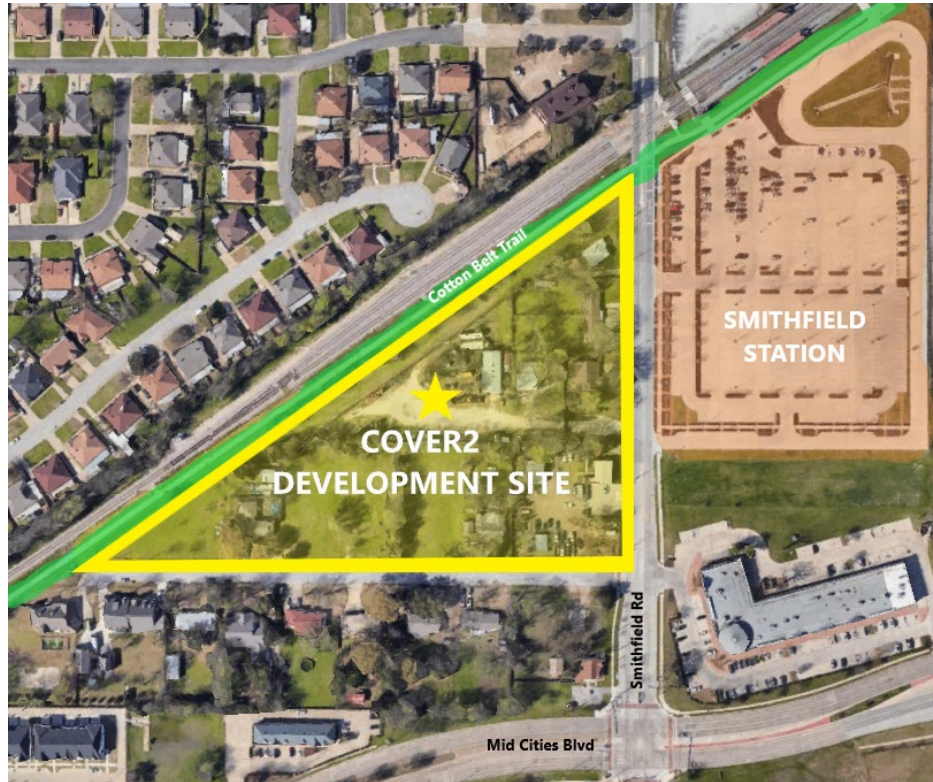 Cotton Belt Trail
SMITHFIELD
STATION
COVER2
DEVELOPMENT SITE
Smithfield Rd
Mid Cities Blvd